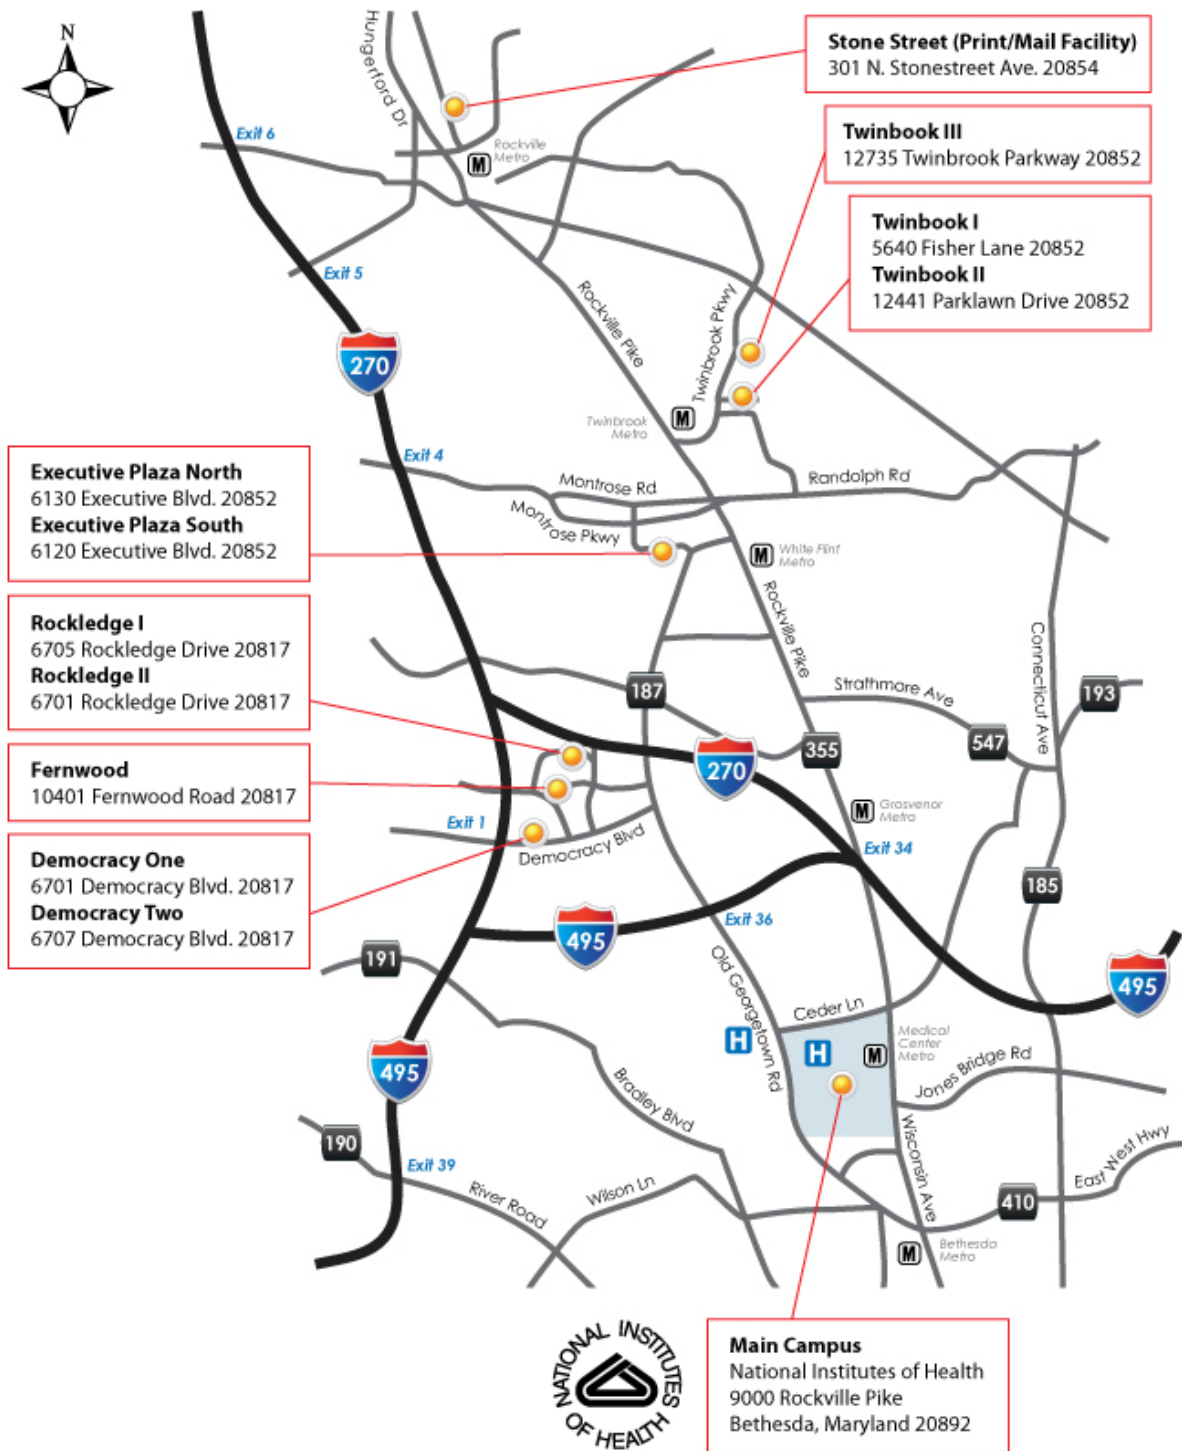 N
Hungerford Dr
Stone Street (Print/Mail Facility)
301 N. Stonestreet Ave. 20854
Exit 6
Rockville
Metro
M
Twinbook III
12735 Twinbrook Parkway 20852
Twinbook I
5640 Fisher Lane 20852
Twinbook II
12441 Parklawn Drive 20852
Exit 5
Rockville Pike
Twinbrook Pkwy
270
Twinbrook
Metro
M
Exit 4
Montrose Rd
Randolph Rd
Montrose Pkwy
Executive Plaza North
6130 Executive Blvd. 20852
Executive Plaza South
6120 Executive Blvd. 20852
M
White Flint
Metro
Rockville Pike
Connecticut Ave
Rockledge I
6705 Rockledge Drive 20817
Rockledge II
6701 Rockledge Drive 20817
187
Strathmore Ave
193
355
547
270
Fernwood
10401 Fernwood Road 20817
M
Grosvenor
Metro
Exit 1
Democracy Blvd
Exit 34
Democracy One
6701 Democracy Blvd. 20817
Democracy Two
6707 Democracy Blvd. 20817
185
Exit 36
495
191
Old Georgetown Rd
495
Ceder Ln
H
H
M
Medical
Center
Metro
Jones Bridge Rd
495
Bradley Blvd
Wisconsin Ave
190
Exit 39
River Road
Wilson Ln
East West Hwy
410
M
Bethesda
Metro
NATIONAL INSTITUTES
OF HEALTH
Main Campus
National Institutes of Health
9000 Rockville Pike
Bethesda, Maryland 20892